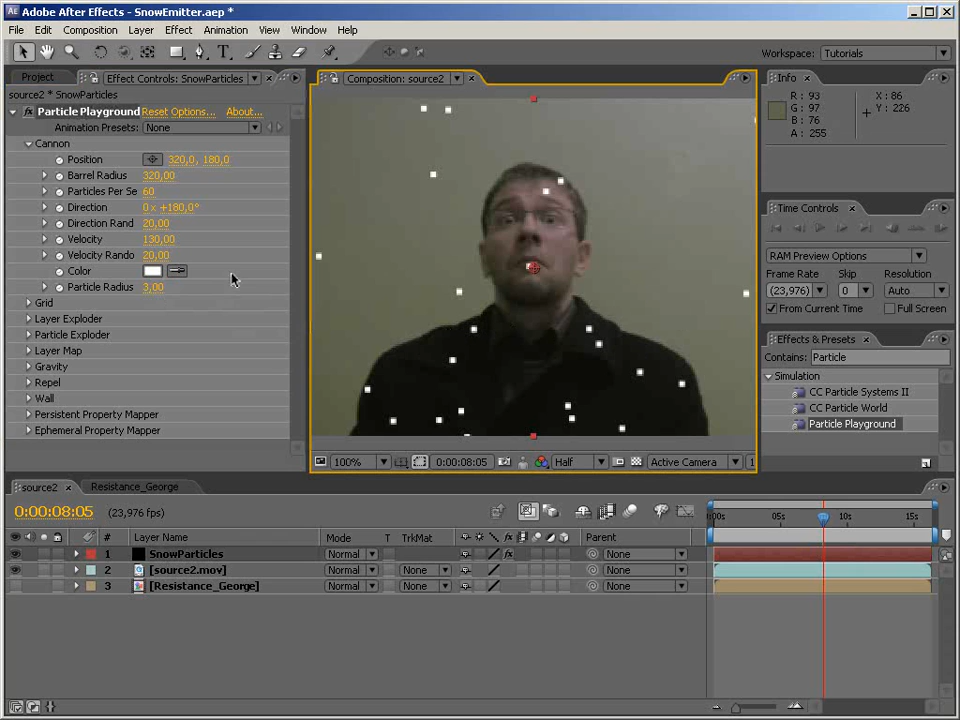 Adobe After Effects - SnowEmitter.aep *
File Edit Composition Layer Effect Animation View Window Help
Workspace: Tutorials
Project Effect Controls: SnowParticles
source2 * SnowParticles
Particle Playground Reset Options... About...
Animation Presets: None
Cannon
Position 320,0, 180,0
Barrel Radius 320,00
Particles Per Se 60
Direction 0 x +180,0°
Direction Rand 20,00
Velocity 130,00
Velocity Rando 20,00
Color
Particle Radius 3,00
Grid
Layer Exploder
Particle Exploder
Layer Map
Gravity
Repel
Wall
Persistent Property Mapper
Ephemeral Property Mapper
Composition: source2
100% 0:00:08:05 Half Active Camera 1
Info
R: 93
G: 97
B: 76
A: 255
X: 86
Y: 226
Time Controls
RAM Preview Options
Frame Rate Skip Resolution
(23,976) 0 Auto
From Current Time Full Screen
Effects & Presets
Contains: Particle
Simulation
CC Particle Systems II
CC Particle World
Particle Playground
source2 Resistance_George
0:00:08:05 (23,976 fps)
:00s 05s 10s 15s
# Layer Name Mode T TrkMat Parent
1 SnowParticles Normal None
2 [source2.mov] Normal None None
3 [Resistance_George] Normal None None